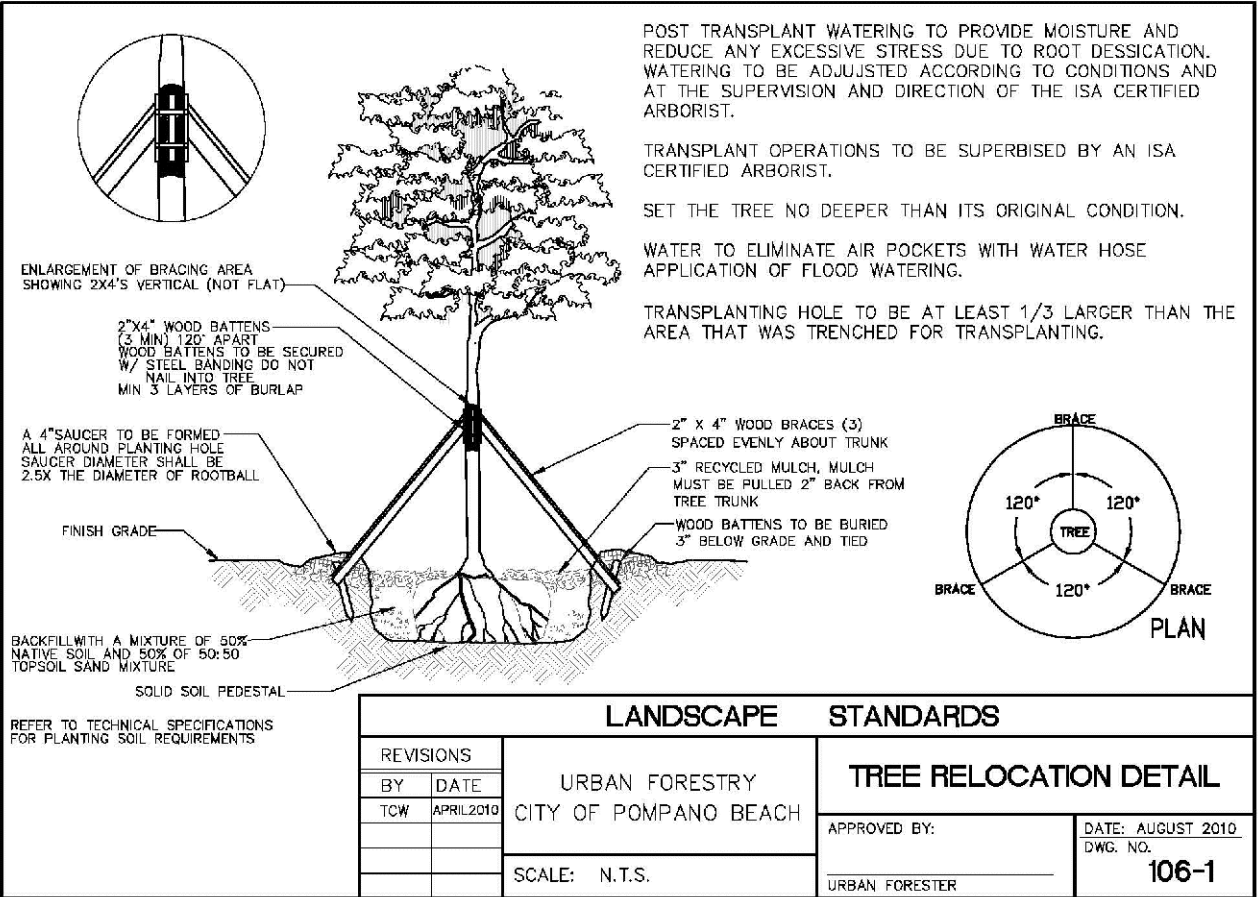 POST TRANSPLANT WATERING TO PROVIDE MOISTURE AND
REDUCE ANY EXCESSIVE STRESS DUE TO ROOT DESSICATION.
WATERING TO BE ADJUJSTED ACCORDING TO CONDITIONS AND
AT THE SUPERVISION AND DIRECTION OF THE ISA CERTIFIED
ARBORIST.
TRANSPLANT OPERATIONS TO BE SUPERBISED BY AN ISA
CERTIFIED ARBORIST.
SET THE TREE NO DEEPER THAN ITS ORIGINAL CONDITION.
WATER TO ELIMINATE AIR POCKETS WITH WATER HOSE
APPLICATION OF FLOOD WATERING.
TRANSPLANTING HOLE TO BE AT LEAST 1/3 LARGER THAN THE
AREA THAT WAS TRENCHED FOR TRANSPLANTING.
ENLARGEMENT OF BRACING AREA
SHOWING 2X4'S VERTICAL (NOT FLAT)
2"X4" WOOD BATTENS
(3 MIN) 120° APART
WOOD BATTENS TO BE SECURED
W/ STEEL BANDING DO NOT
NAIL INTO TREE
MIN 3 LAYERS OF BURLAP
A 4"SAUCER TO BE FORMED
ALL AROUND PLANTING HOLE
SAUCER DIAMETER SHALL BE
2.5X THE DIAMETER OF ROOTBALL
FINISH GRADE
BACKFILL WITH A MIXTURE OF 50%
NATIVE SOIL AND 50% OF 50:50
TOPSOIL SAND MIXTURE
SOLID SOIL PEDESTAL
REFER TO TECHNICAL SPECIFICATIONS
FOR PLANTING SOIL REQUIREMENTS
2" X 4" WOOD BRACES (3)
SPACED EVENLY ABOUT TRUNK
3" RECYCLED MULCH, MULCH
MUST BE PULLED 2" BACK FROM
TREE TRUNK
WOOD BATTENS TO BE BURIED
3" BELOW GRADE AND TIED
BRACE
120°
120°
TREE
120°
BRACE
BRACE
PLAN
LANDSCAPE STANDARDS
REVISIONS
BY DATE
TCW APRIL2010
URBAN FORESTRY
CITY OF POMPANO BEACH
SCALE: N.T.S.
TREE RELOCATION DETAIL
APPROVED BY:
URBAN FORESTER
DATE: AUGUST 2010
DWG. NO.
106-1